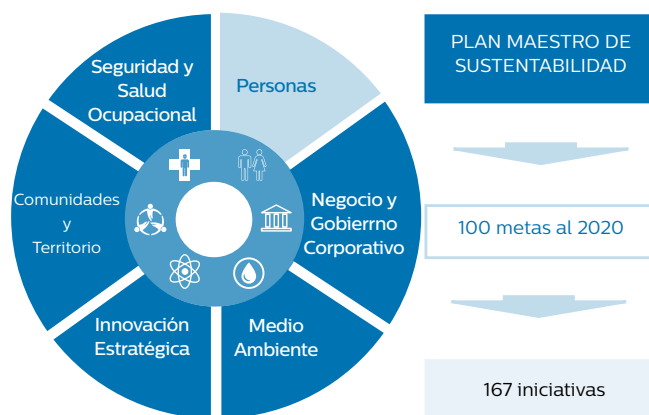 Seguridad y
Salud
Ocupacional
Personas
Negocio y
Gobierrno
Corporativo
Medio
Ambiente
Innovación
Estratégica
Comunidades
y
Territorio
PLAN MAESTRO DE
SUSTENTABILIDAD
100 metas al 2020
167 iniciativas